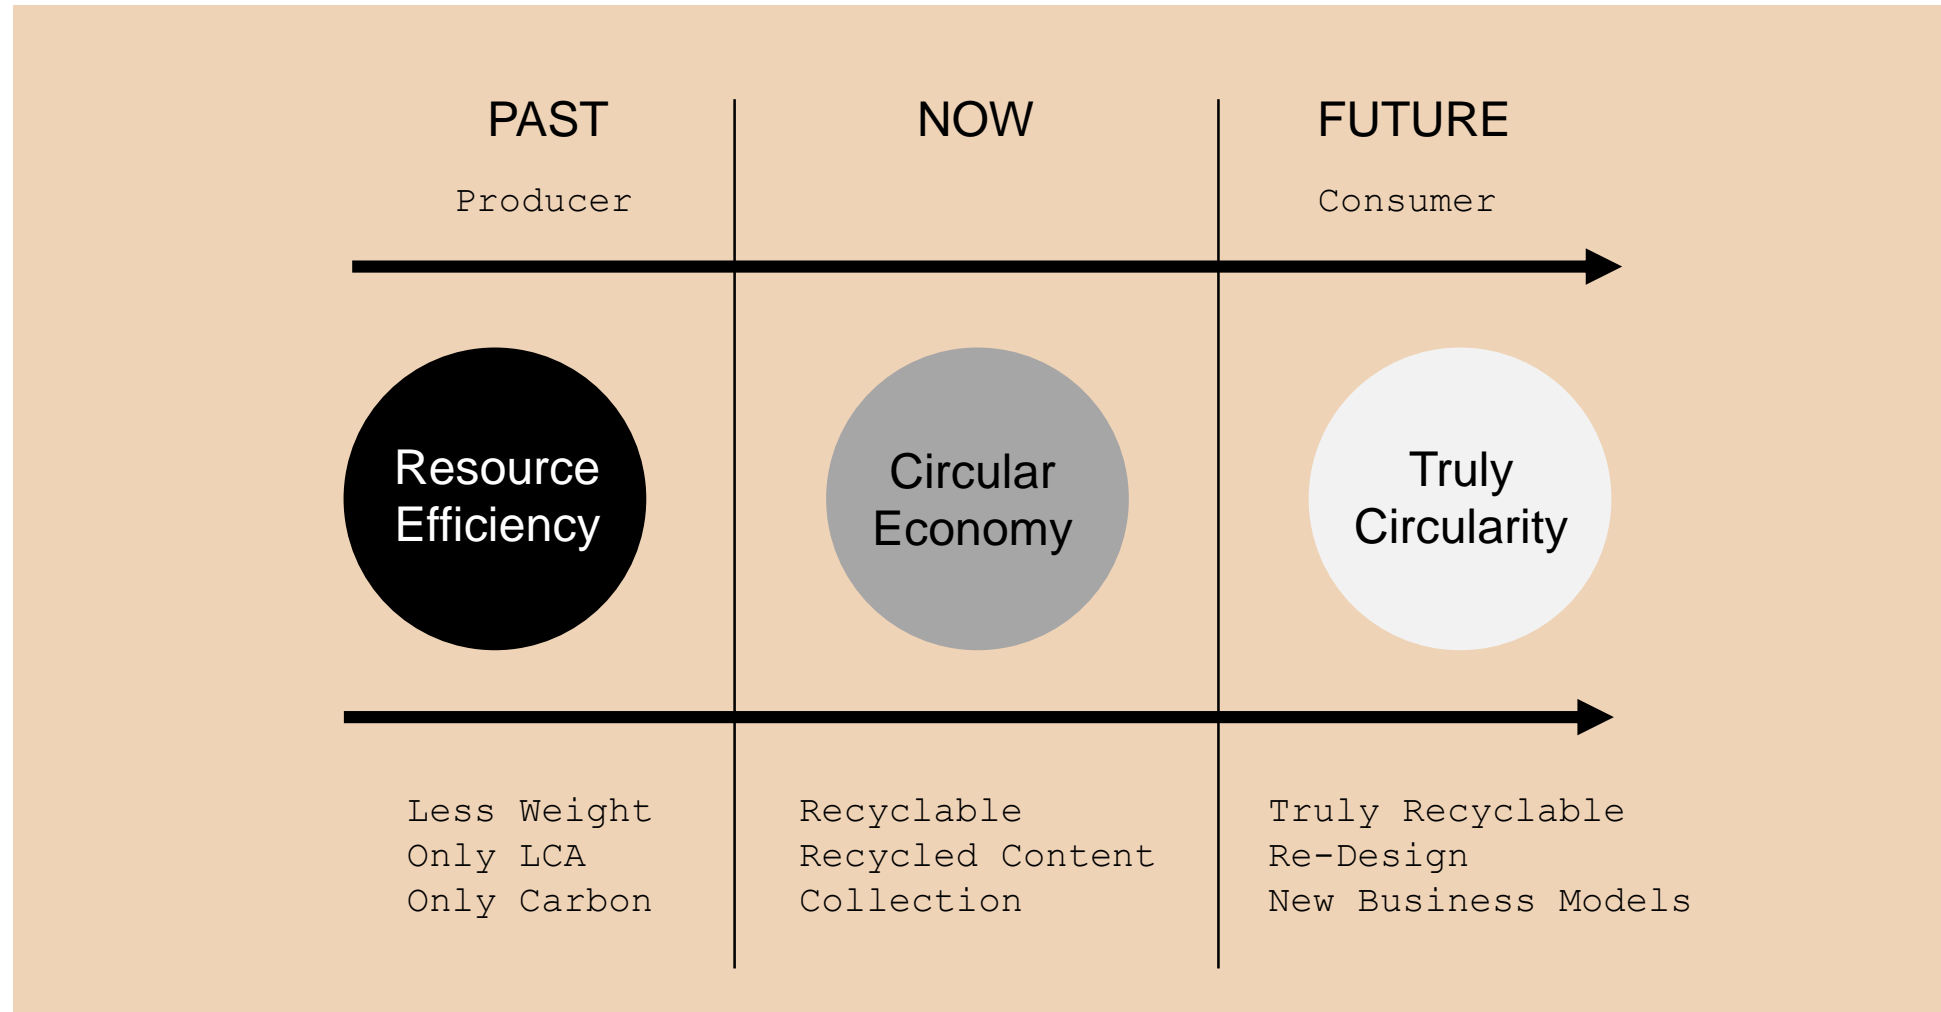 PAST
NOW
FUTURE
Producer
Consumer
Resource
Efficiency
Circular
Economy
Truly
Circularity
Less Weight
Only LCA
Only Carbon
Recyclable
Recycled Content
Collection
Truly Recyclable
Re-Design
New Business Models